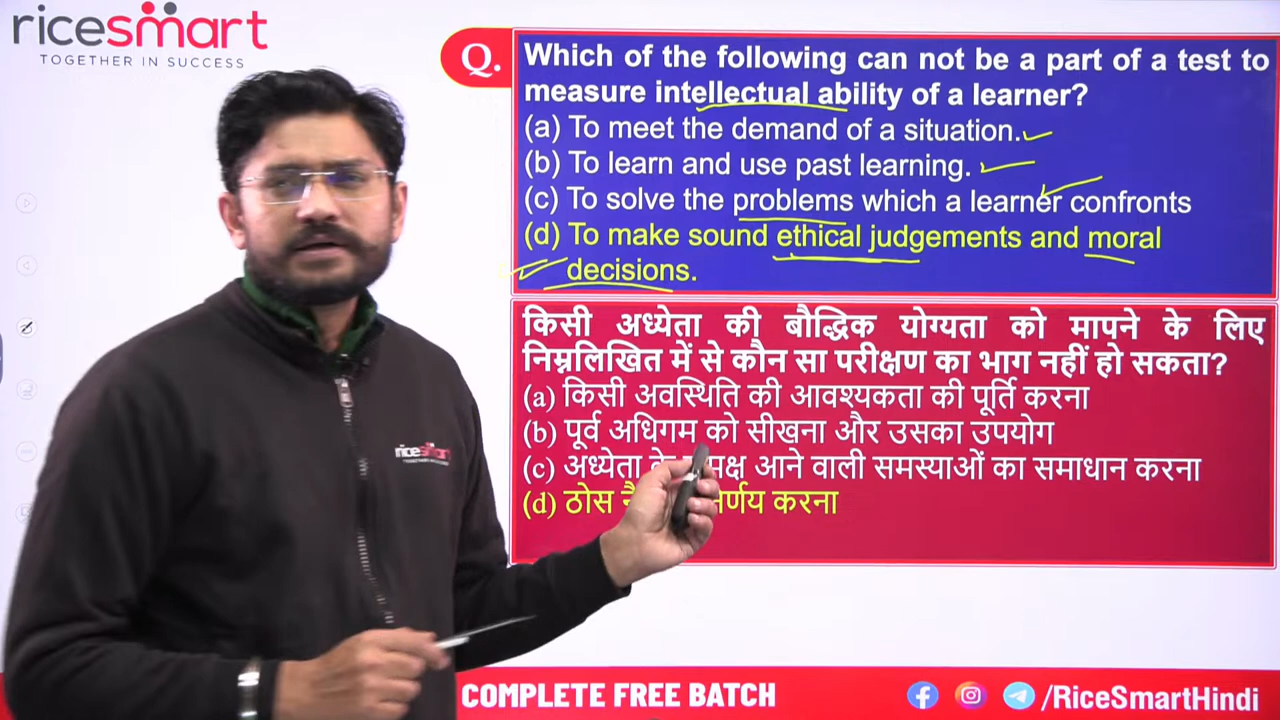 ricesmart
TOGETHER IN SUCCESS
Q.
Which of the following can not be a part of a test to
measure intellectual ability of a learner?
(a) To meet the demand of a situation.
(b) To learn and use past learning.
(c) To solve the problems which a learner confronts
(d) To make sound ethical judgements and moral
decisions.
किसी अध्येता की बौद्धिक योग्यता को मापने के लिए
निम्नलिखित में से कौन सा परीक्षण का भाग नहीं हो सकता?
(a) किसी अवस्थिति की आवश्यकता की पूर्ति करना
(b) पूर्व अधिगम को सीखना और उसका उपयोग
(c) अध्येता के आने वाली समस्याओं का समाधान करना
(d) ठोस करना
ricesmart
COMPLETE FREE BATCH
/RiceSmartHindi